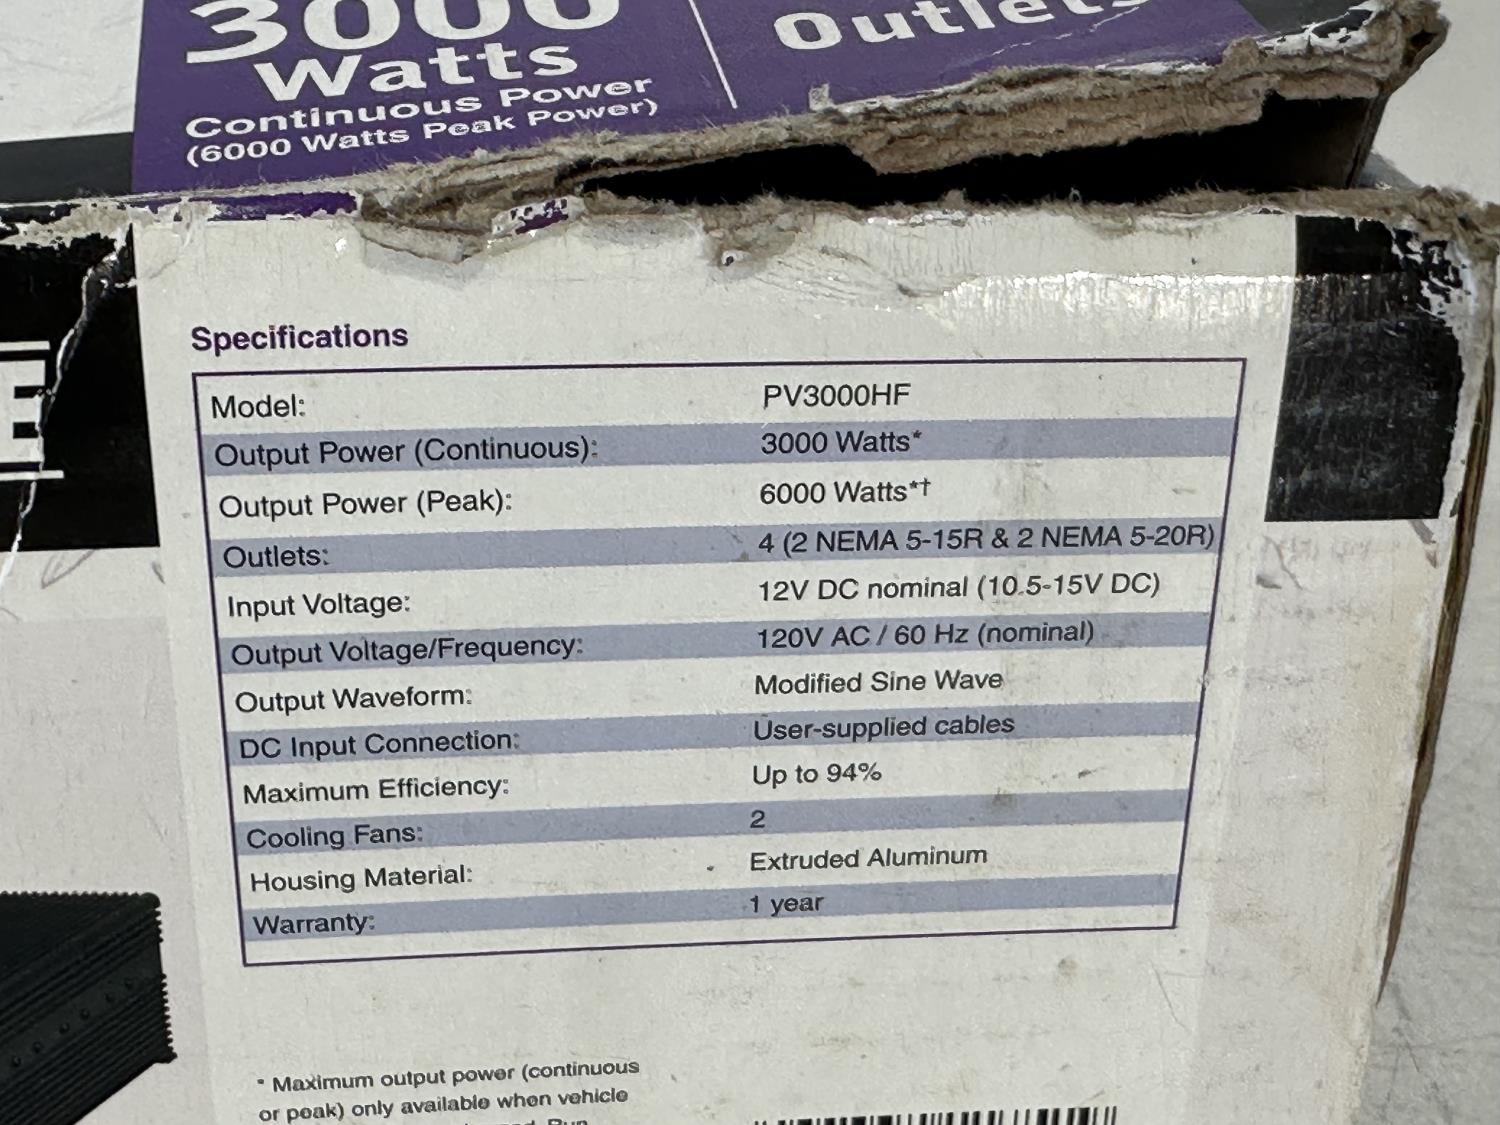 3000
Watts
Continuous Power
(6000 Watts Peak Power)
Outlets
E
Specifications
Model: PV3000HF
Output Power (Continuous): 3000 Watts*
Output Power (Peak): 6000 Watts*†
Outlets: 4 (2 NEMA 5-15R & 2 NEMA 5-20R)
Input Voltage: 12V DC nominal (10.5-15V DC)
Output Voltage/Frequency: 120V AC / 60 Hz (nominal)
Output Waveform: Modified Sine Wave
DC Input Connection: User-supplied cables
Maximum Efficiency: Up to 94%
Cooling Fans: 2
Housing Material: Extruded Aluminum
Warranty: 1 year
* Maximum output power (continuous
or peak) only available when vehicle